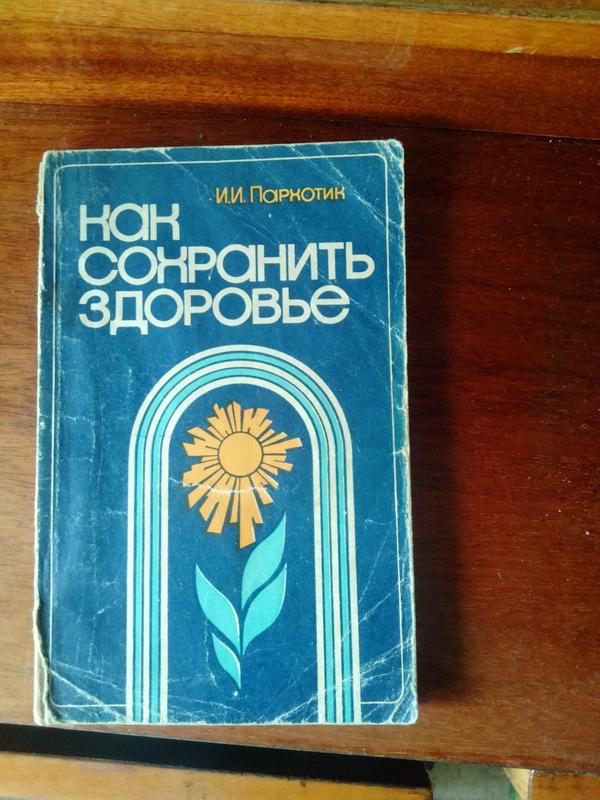 И.И. Пархотик
Как
сохранить
здоровье